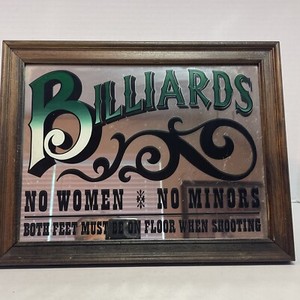 BILLIARDS
NO WOMEN NO MINORS
BOTH FEET MUST BE ON FLOOR WHEN SHOOTING